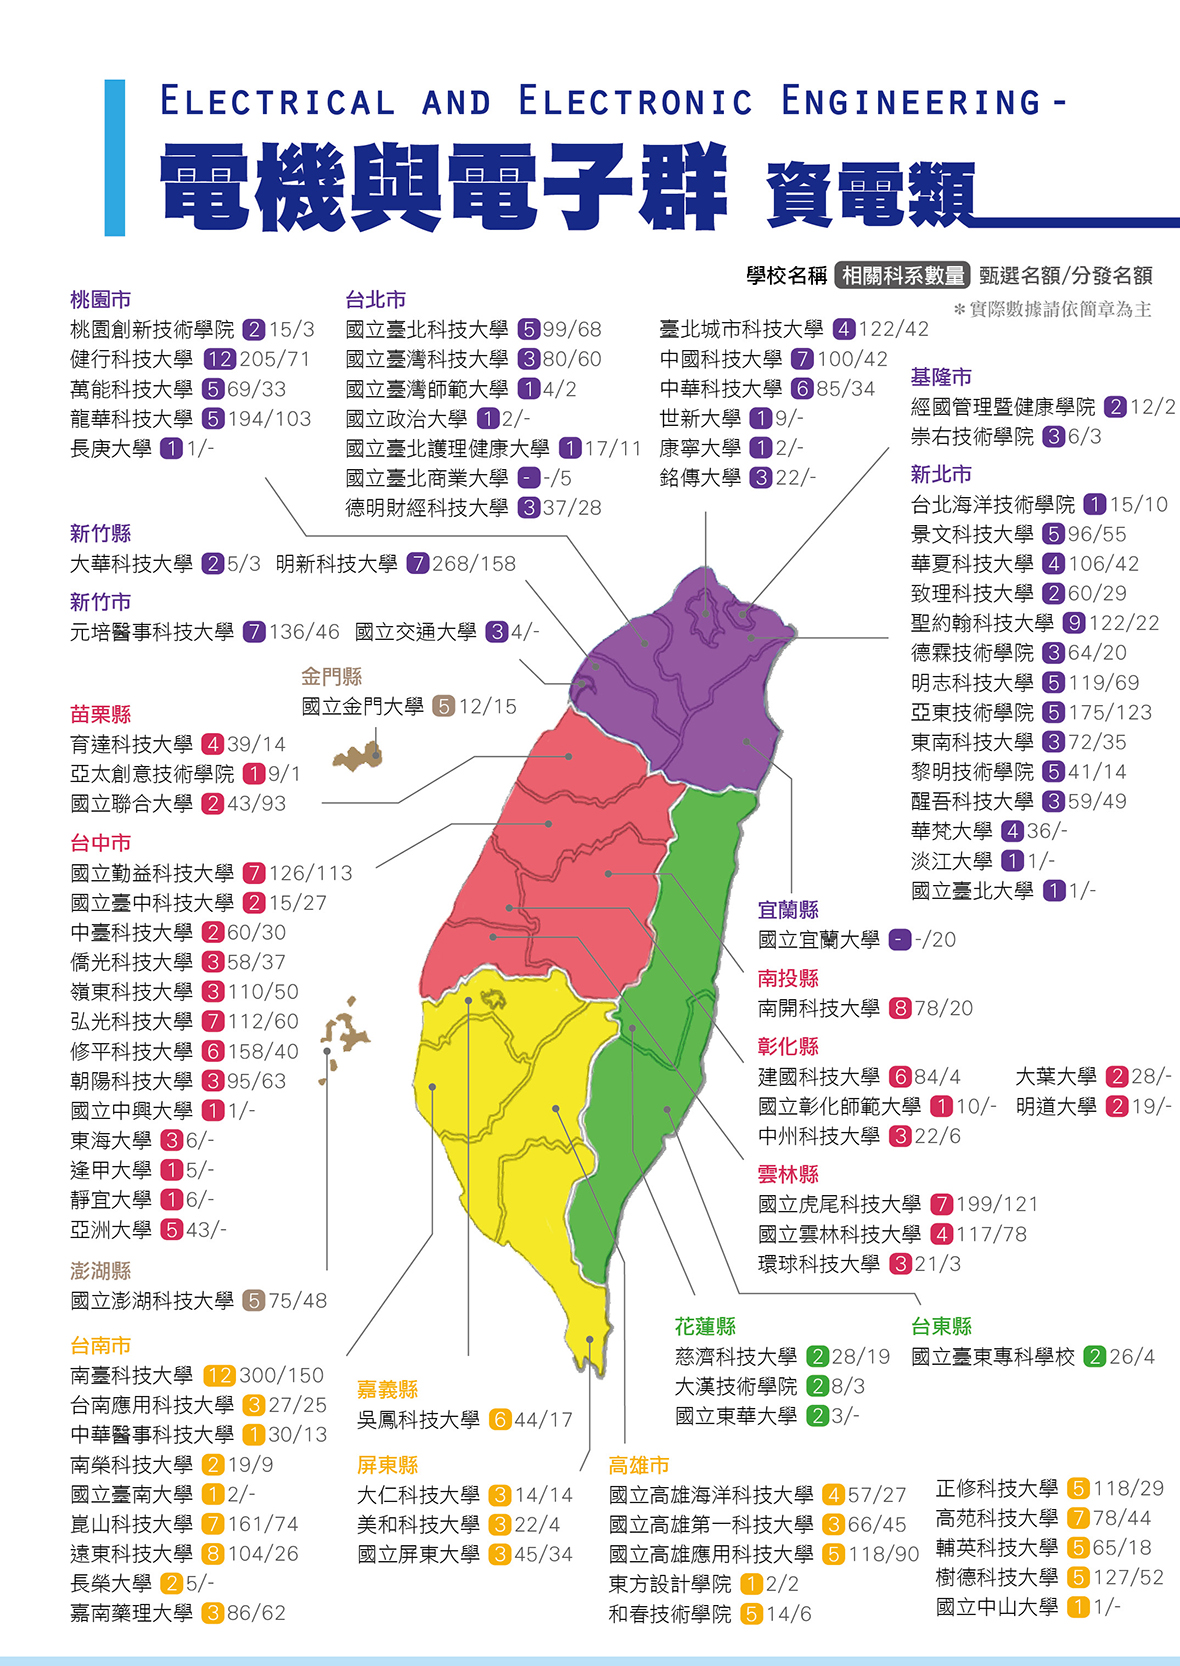 ELECTRICAL AND ELECTRONIC ENGINEERING-
電機與電子群 資電類
學校名稱 相關科系數量 甄選名額/分發名額
＊實際數據請依簡章為主
桃園市
桃園創新技術學院 2 15/3
健行科技大學 12 205/71
萬能科技大學 5 69/33
龍華科技大學 5 194/103
長庚大學 1 1/-
台北市
國立臺北科技大學 5 99/68
國立臺灣科技大學 3 80/60
國立臺灣師範大學 1 4/2
國立政治大學 1 2/-
國立臺北護理健康大學 1 17/11
國立臺北商業大學 - -/5
德明財經科技大學 3 37/28
臺北城市科技大學 4 122/42
中國科技大學 7 100/42
中華科技大學 6 85/34
世新大學 1 9/-
康寧大學 1 2/-
銘傳大學 3 22/-
基隆市
經國管理暨健康學院 2 12/2
崇右技術學院 3 6/3
新北市
台北海洋技術學院 1 15/10
景文科技大學 5 96/55
華夏科技大學 4 106/42
致理科技大學 2 60/29
聖約翰科技大學 9 122/22
德霖技術學院 3 64/20
明志科技大學 5 119/69
亞東技術學院 5 175/123
東南科技大學 3 72/35
黎明技術學院 5 41/14
醒吾科技大學 3 59/49
華梵大學 4 36/-
淡江大學 1 1/-
國立臺北大學 1 1/-
新竹縣
大華科技大學 2 5/3 明新科技大學 7 268/158
新竹市
元培醫事科技大學 7 136/46 國立交通大學 3 4/-
金門縣
國立金門大學 5 12/15
苗栗縣
育達科技大學 4 39/14
亞太創意技術學院 1 9/1
國立聯合大學 2 43/93
台中市
國立勤益科技大學 7 126/113
國立臺中科技大學 2 15/27
中臺科技大學 2 60/30
僑光科技大學 3 58/37
嶺東科技大學 3 110/50
弘光科技大學 7 112/60
修平科技大學 6 158/40
朝陽科技大學 3 95/63
國立中興大學 1 1/-
東海大學 3 6/-
逢甲大學 1 5/-
靜宜大學 1 6/-
亞洲大學 5 43/-
宜蘭縣
國立宜蘭大學 - -/20
南投縣
南開科技大學 8 78/20
彰化縣
建國科技大學 6 84/4 大葉大學 2 28/-
國立彰化師範大學 1 10/- 明道大學 2 19/-
中州科技大學 3 22/6
雲林縣
國立虎尾科技大學 7 199/121
國立雲林科技大學 4 117/78
環球科技大學 3 21/3
澎湖縣
國立澎湖科技大學 5 75/48
花蓮縣
慈濟科技大學 2 28/19
大漢技術學院 2 8/3
國立東華大學 2 3/-
台東縣
國立臺東專科學校 2 26/4
台南市
南臺科技大學 12 300/150
台南應用科技大學 3 27/25
中華醫事科技大學 1 30/13
南榮科技大學 2 19/9
國立臺南大學 1 2/-
崑山科技大學 7 161/74
遠東科技大學 8 104/26
長榮大學 2 5/-
嘉南藥理大學 3 86/62
嘉義縣
吳鳳科技大學 6 44/17
屏東縣
大仁科技大學 3 14/14
美和科技大學 3 22/4
國立屏東大學 3 45/34
高雄市
國立高雄海洋科技大學 4 57/27
國立高雄第一科技大學 3 66/45
國立高雄應用科技大學 5 118/90
東方設計學院 1 2/2
和春技術學院 5 14/6
正修科技大學 5 118/29
高苑科技大學 7 78/44
輔英科技大學 5 65/18
樹德科技大學 5 127/52
國立中山大學 1 1/-